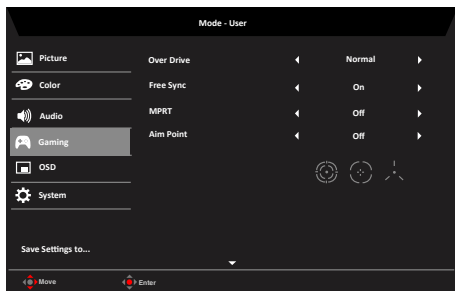 Mode - User
Picture
Over Drive Normal
Free Sync On
Color
MPRT Off
Audio
Aim Point Off
Gaming
OSD
System
Save Settings to...
Move Enter